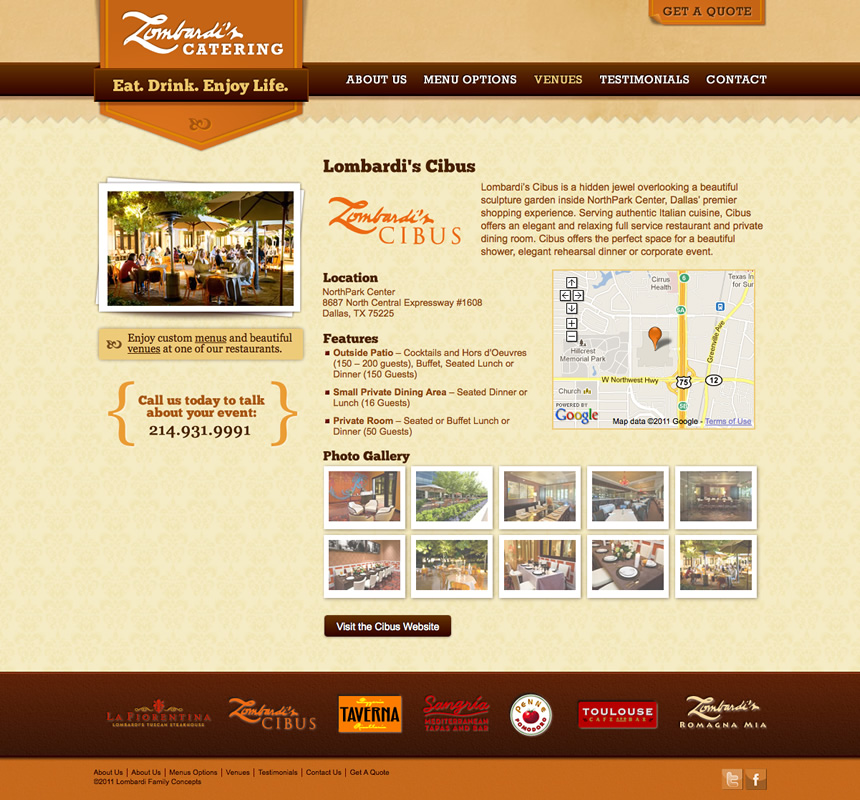 Lombardi's
CATERING
GET A QUOTE
Eat. Drink. Enjoy Life.
ABOUT US MENU OPTIONS VENUES TESTIMONIALS CONTACT
Lombardi's Cibus
Lombardi's
CIBUS
Lombardi's Cibus is a hidden jewel overlooking a beautiful
sculpture garden inside NorthPark Center, Dallas' premier
shopping experience. Serving authentic Italian cuisine, Cibus
offers an elegant and relaxing full service restaurant and private
dining room. Cibus offers the perfect space for a beautiful
shower, elegant rehearsal dinner or corporate event.
Enjoy custom menus and beautiful
venues at one of our restaurants.
Call us today to talk
about your event:
214.931.9991
Location
NorthPark Center
8687 North Central Expressway #1608
Dallas, TX 75225
Features
Outside Patio – Cocktails and Hors d'Oeuvres
(150 – 200 guests), Buffet, Seated Lunch or
Dinner (150 Guests)
Small Private Dining Area – Seated Dinner or
Lunch (16 Guests)
Private Room – Seated or Buffet Lunch or
Dinner (50 Guests)
Cirrus
Health
6
Texas In
for Sur
5A
Greenville Ave
Hillcrest
Memorial Park
W Northwest Hwy
75
12
Church
POWERED BY
Google
Map data ©2011 Google - Terms of Use
Photo Gallery
Visit the Cibus Website
LA FIORENTINA
LOMBARDI'S TUSCAN STEAKHOUSE
Lombardi's
CIBUS
TAVERNA
Sangria
MEDITERRANEAN
TAPAS AND BAR
PENNE
POMODORO
TOULOUSE
CAFE AND BAR
Lombardi's
ROMAGNA MIA
About Us | About Us | Menus Options | Venues | Testimonials | Contact Us | Get A Quote
©2011 Lombardi Family Concepts